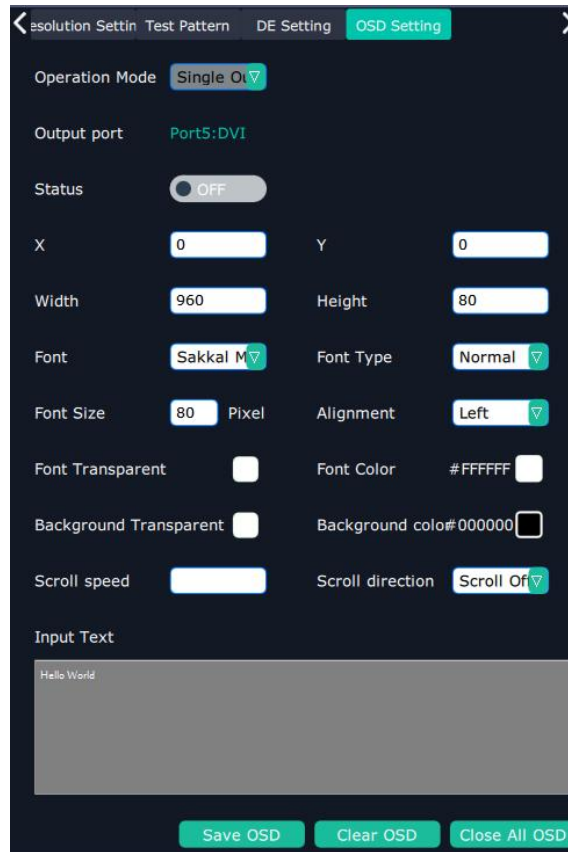 esolution Settin Test Pattern DE Setting OSD Setting
Operation Mode Single Ou
Output port Port5:DVI
Status OFF
X 0 Y 0
Width 960 Height 80
Font Sakkal M Font Type Normal
Font Size 80 Pixel Alignment Left
Font Transparent Font Color #FFFFFF
Background Transparent Background color #000000
Scroll speed Scroll direction Scroll Off
Input Text
Hello World
Save OSD Clear OSD Close All OSD